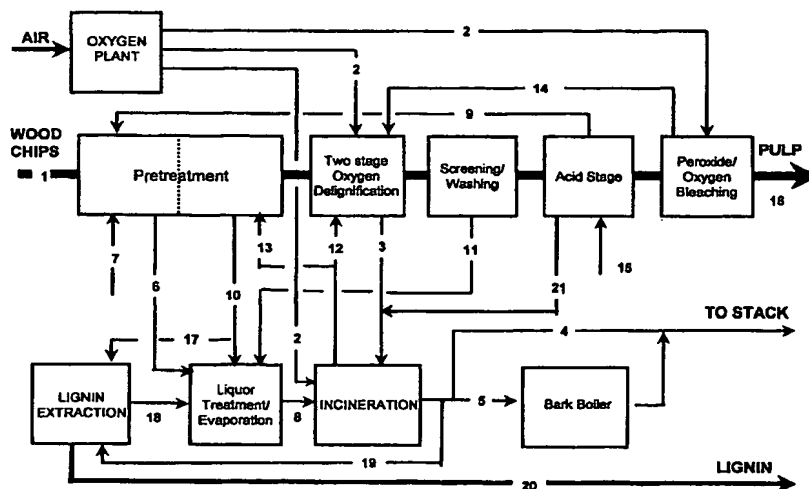 AIR
OXYGEN
PLANT
2
2
14
9
WOOD
CHIPS
1
Pretreatment
Two stage
Oxygen
Delignification
Screening/
Washing
Acid Stage
Peroxide/
Oxygen
Bleaching
PULP
16
7
6
10
13
12
3
11
21
15
2
17
4
TO STACK
LIGNIN
EXTRACTION
18
Liquor
Treatment/
Evaporation
8
INCINERATION
5
Bark Boiler
19
20
LIGNIN